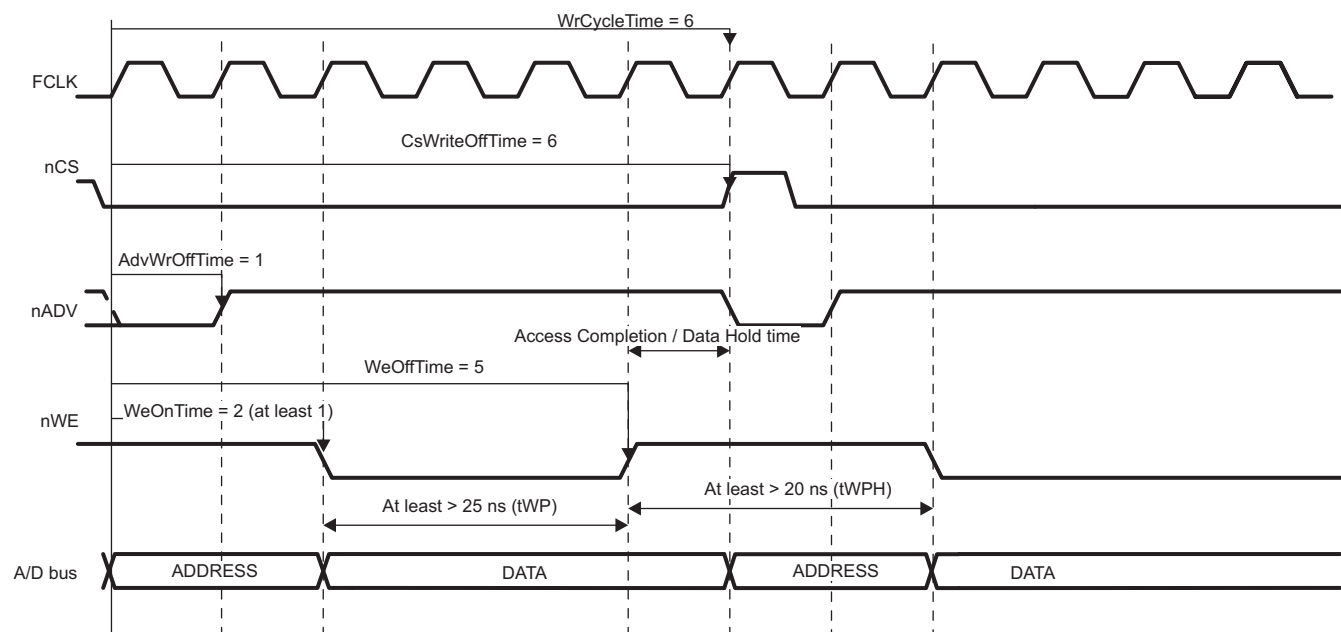 WrCycleTime = 6
FCLK
CsWriteOffTime = 6
nCS
AdvWrOffTime = 1
nADV
Access Completion / Data Hold time
WeOffTime = 5
WeOnTime = 2 (at least 1)
nWE
At least > 20 ns (tWPH)
At least > 25 ns (tWP)
A/D bus ADDRESS DATA ADDRESS DATA